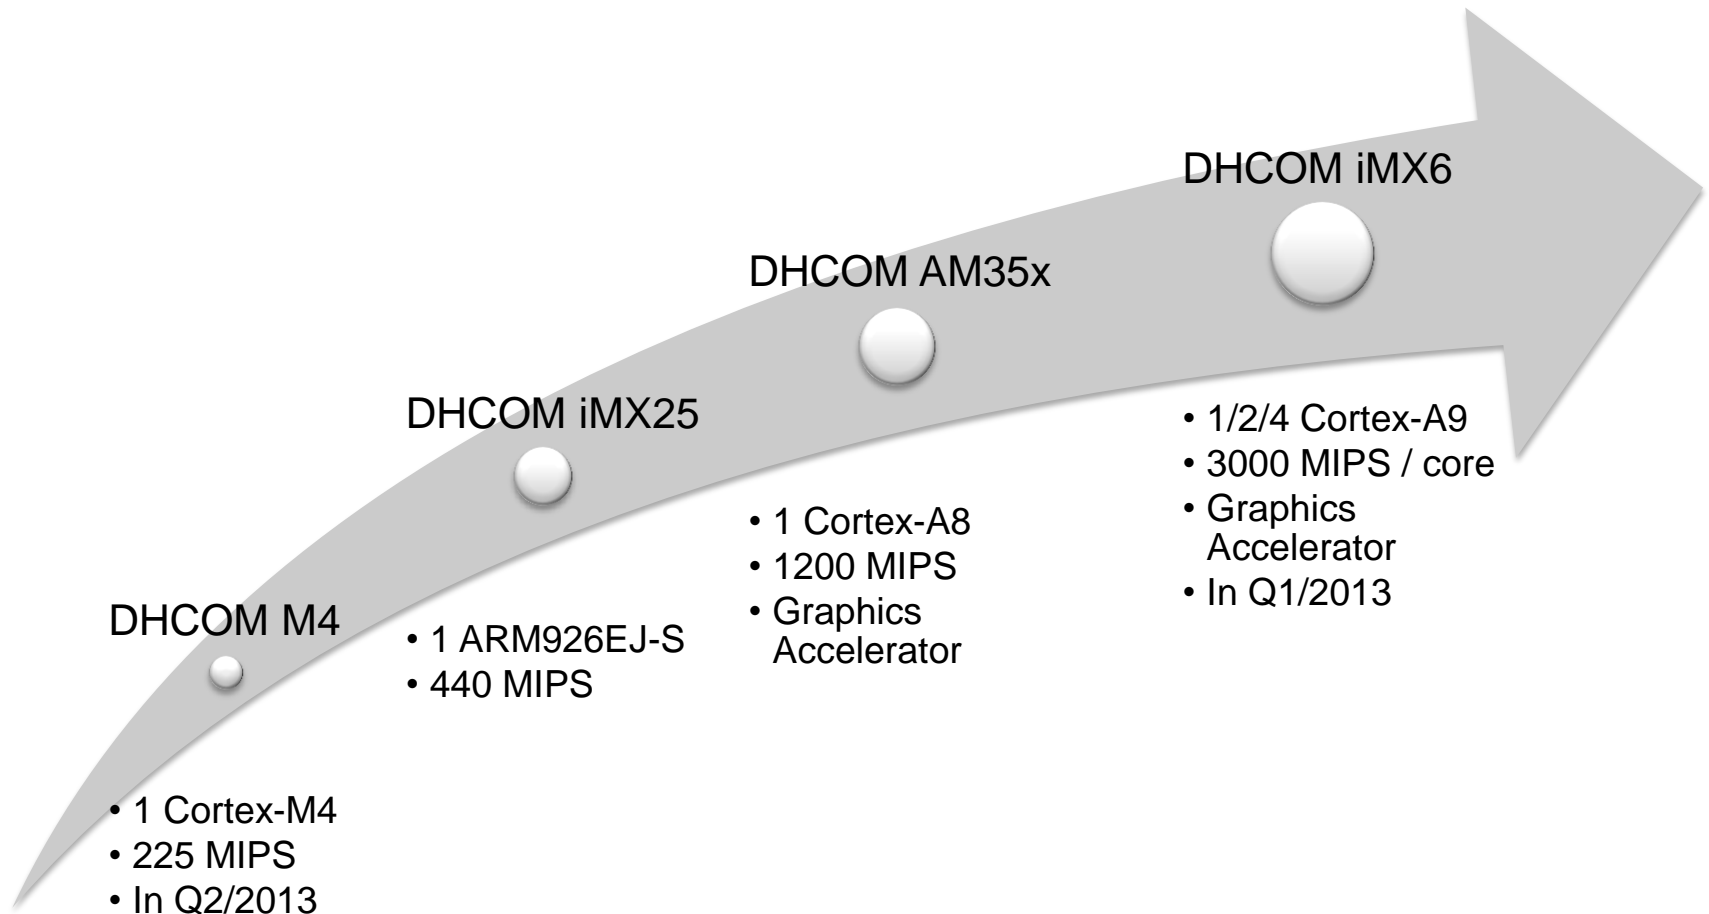 DHCOM M4
• 1 Cortex-M4
• 225 MIPS
• In Q2/2013
DHCOM iMX25
• 1 ARM926EJ-S
• 440 MIPS
DHCOM AM35x
• 1 Cortex-A8
• 1200 MIPS
• Graphics
Accelerator
DHCOM iMX6
• 1/2/4 Cortex-A9
• 3000 MIPS / core
• Graphics
Accelerator
• In Q1/2013